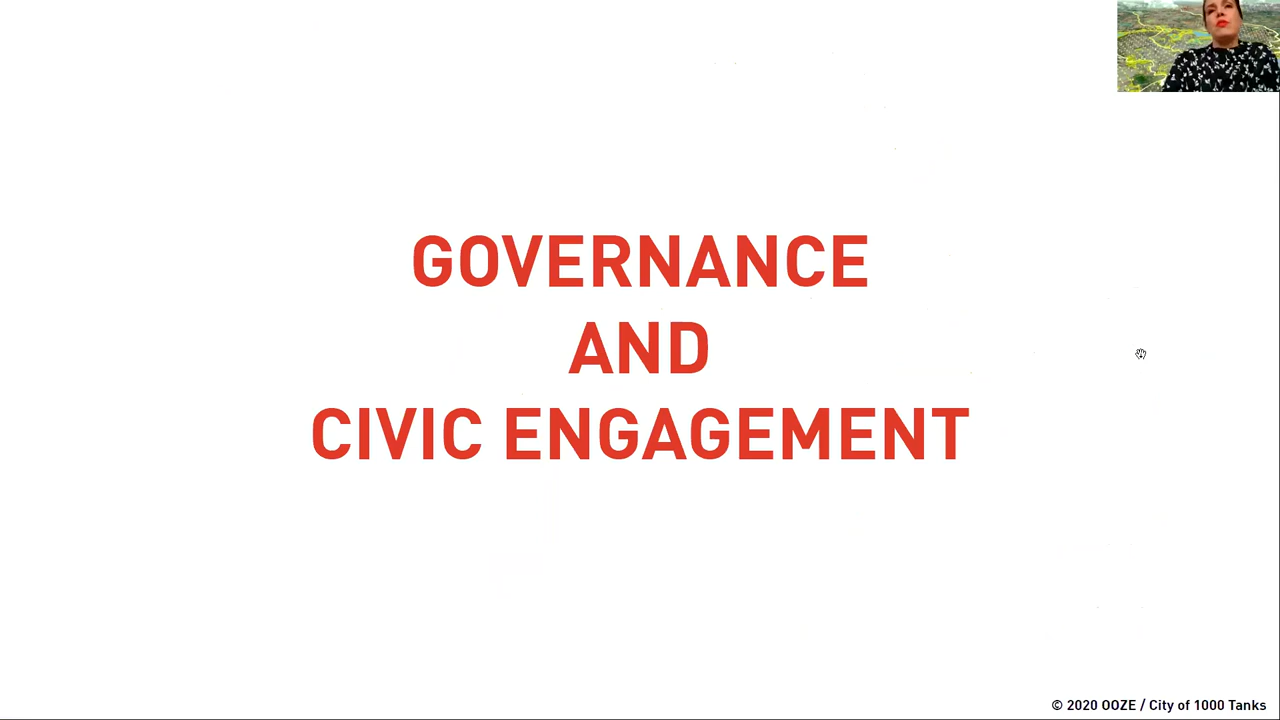 GOVERNANCE
AND
CIVIC ENGAGEMENT
© 2020 OOZE / City of 1000 Tanks